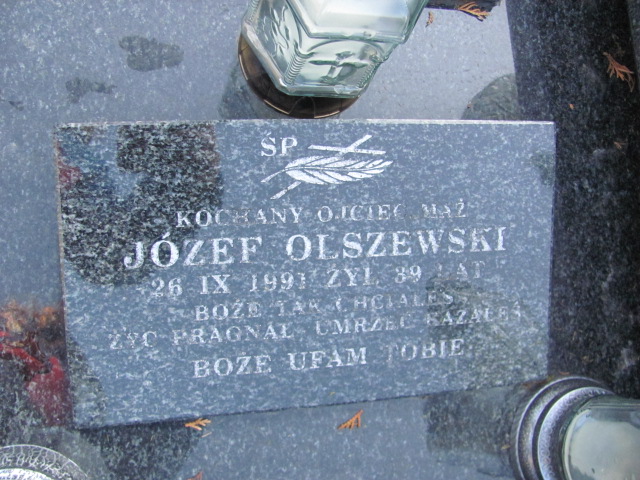 ŚP
KOCHANY OJCIEC MĄŻ
JÓZEF OLSZEWSKI
26 IX 1991 ŻYŁ 39 LAT
BOŻE TAK CHCIAŁEŚ
ŻYĆ PRAGNĄŁ UMRZEĆ KAZAŁEŚ
BOŻE UFAM TOBIE